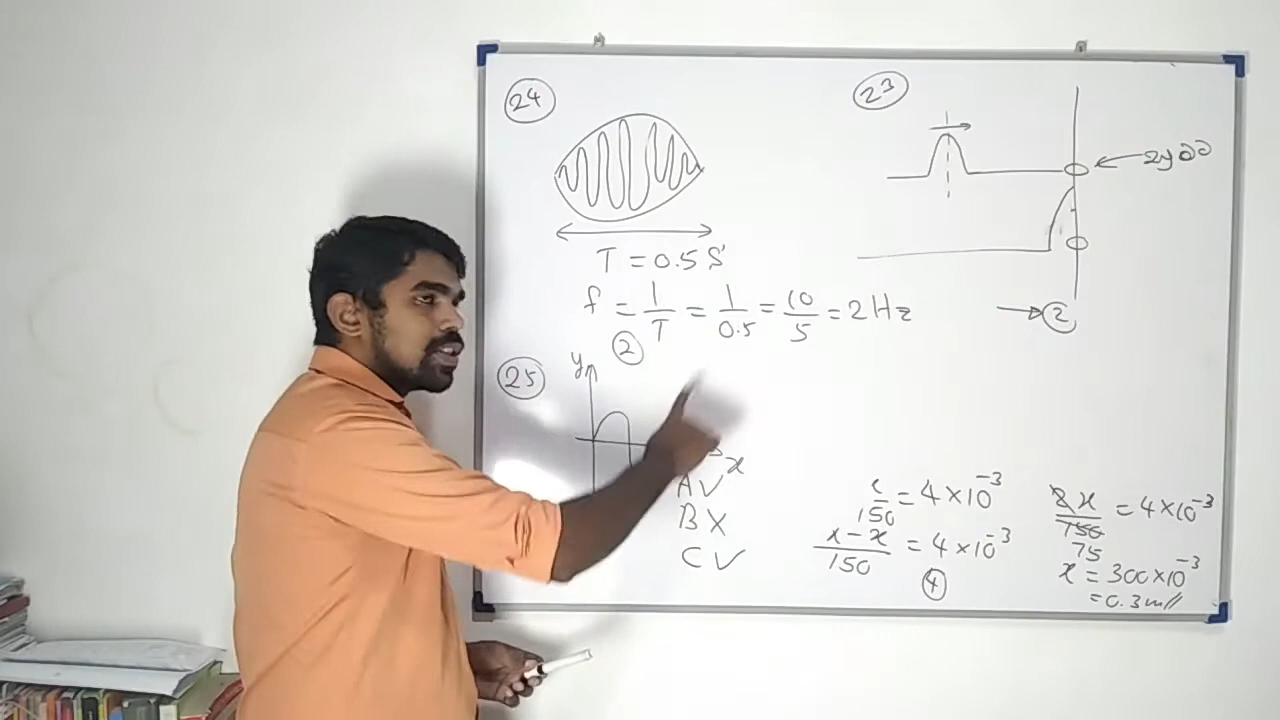 24
T = 0.5 S
f = 1/T = 1/0.5 = 10/5 = 2 Hz
2
23
2
25
y
x
A √
B X
C √
/150 = 4 × 10⁻³
x - x/150 = 4 × 10⁻³
4
2x/150 = 4 × 10⁻³
75
x = 300 × 10⁻³
= 0.3 m//